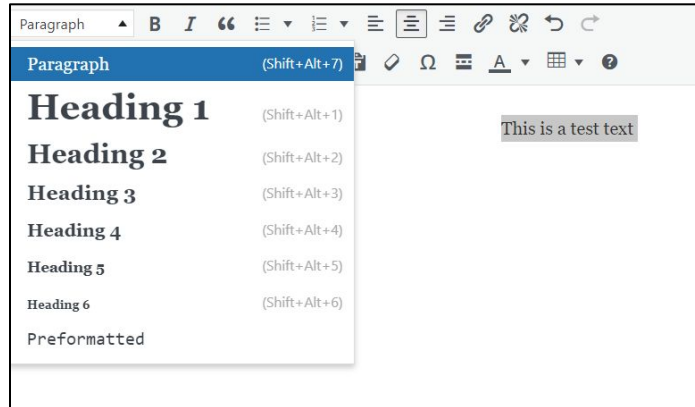 Paragraph
Paragraph (Shift+Alt+7)
Heading 1 (Shift+Alt+1)
Heading 2 (Shift+Alt+2)
Heading 3 (Shift+Alt+3)
Heading 4 (Shift+Alt+4)
Heading 5 (Shift+Alt+5)
Heading 6 (Shift+Alt+6)
Preformatted
This is a test text